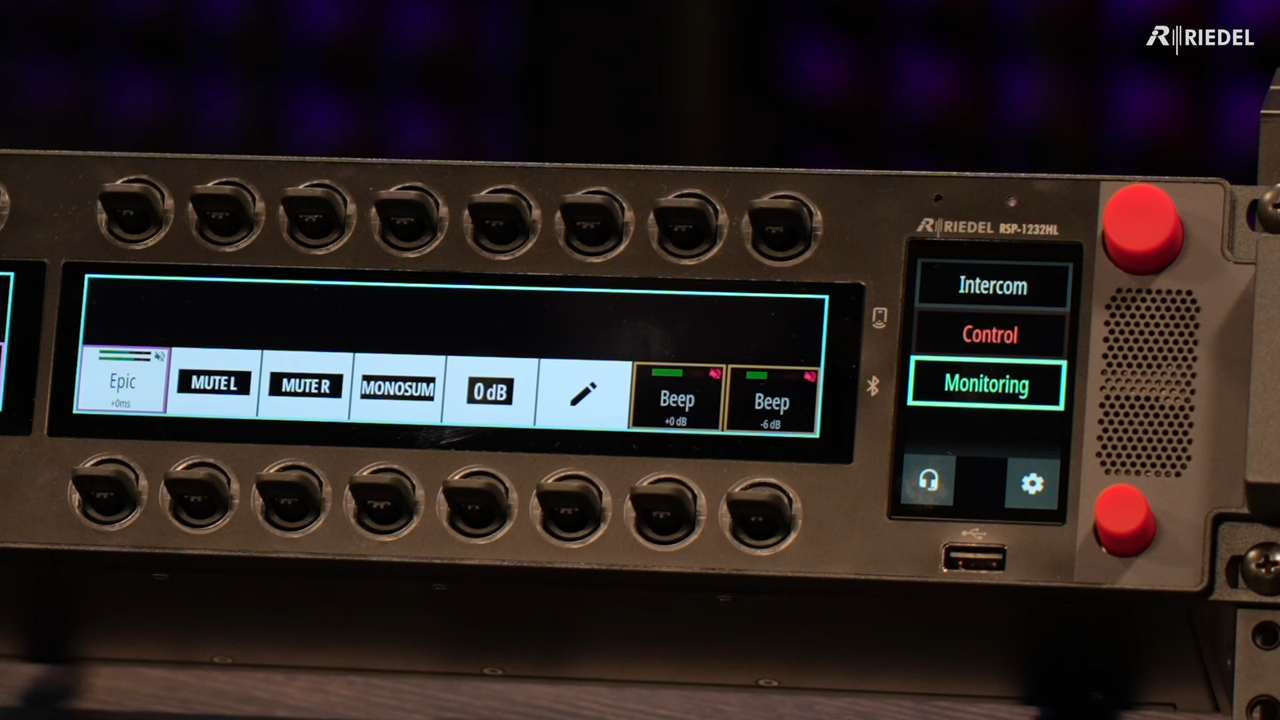 RIEDEL
RIEDEL RSP-1232HL
Intercom
Control
Monitoring
Epic
+0ms
MUTE L
MUTE R
MONOSUM
0 dB
Beep
+0 dB
Beep
-6 dB